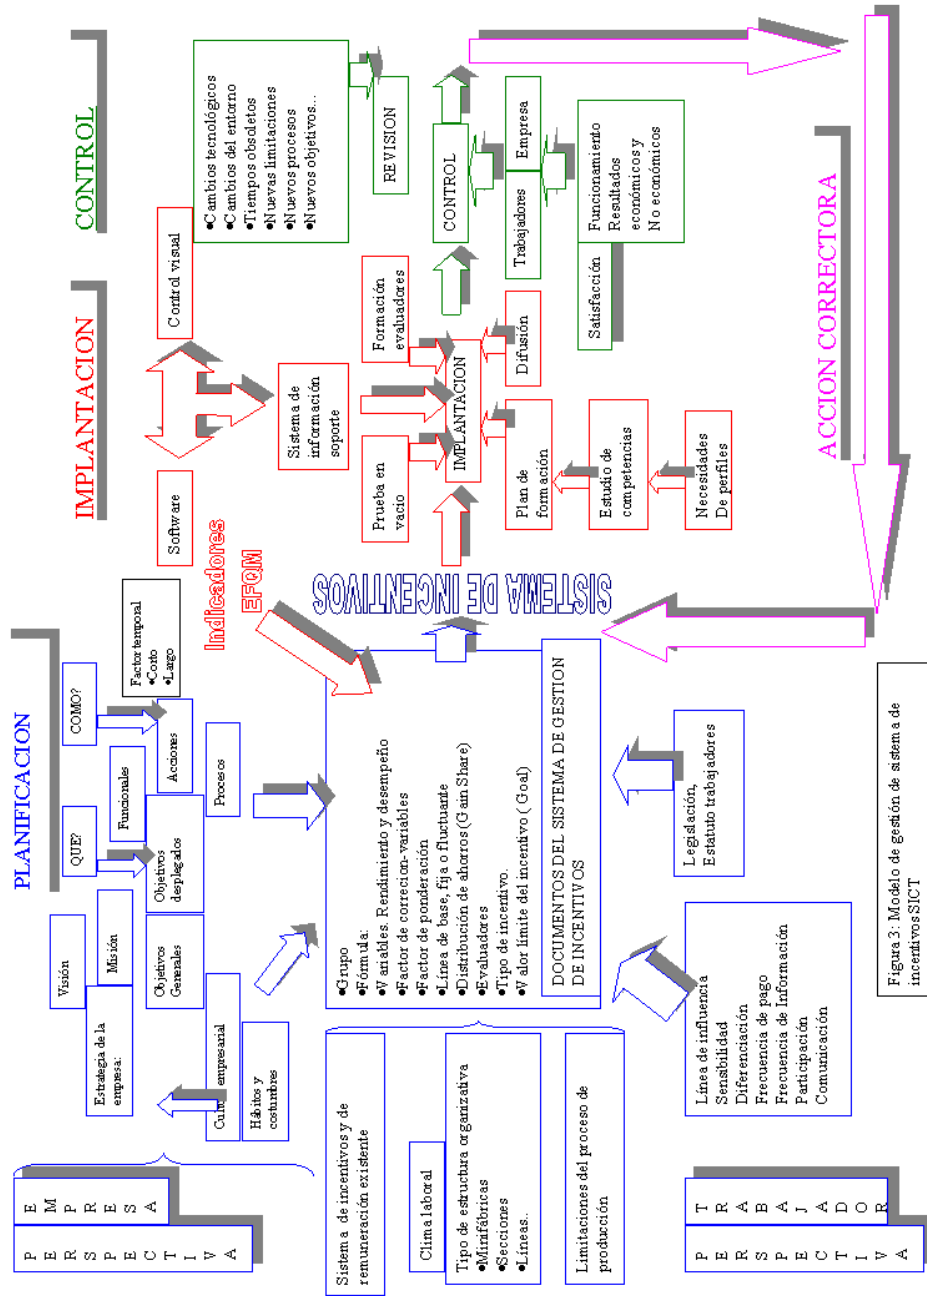 PLANIFICACION
IMPLANTACION
CONTROL
PERSPECTIVA
EMPRESA
Visión
Misión
Estrategia de la
empresa:
QUE?
COMO?
Funcionales
Factor temporal
•Corto
•Largo
Objetivos
Generales
Objetivos
desplegados
Acciones
Procesos
empresarial
Hábitos y
costumbres
Software
Control visual
Indicadores
EFQM
Sistema de
información
soporte
•Cambios tecnológicos
•Cambios del entorno
•Tiempos obsoletos
•Nuevas limitaciones
•Nuevos procesos
•Nuevos objetivos...
REVISION
Sistema de incentivos y de
remuneración existente
Clima laboral
Tipo de estructura organizativa
•Minifábricas
•Secciones
•Líneas..
Limitaciones del proceso de
producción
•Grupo
•Fórmula:
•Variables. Rendimiento y desempeño
•Factor de correcion-variables
•Factor de ponderación
•Línea de base, fija o fluctuante
•Distribución de ahorros (Gain Share)
•Evaluadores
•Tipo de incentivo.
•Valor límite del incentivo ( Goal)
DOCUMENTOS DEL SISTEMA DE GESTION
DE INCENTIVOS
SISTEMA DE INCENTIVOS
Prueba en
vacio
Formación
evaluadores
IMPLANTACION
CONTROL
Plan de
formación
Difusión
Trabajadores
Empresa
Estudio de
competencias
Satisfacción
Funcionamiento
Resultados
económicos y
No económicos
Necesidades
De perfiles
PERSPECTIVA
TRABAJADOR
Línea de influencia
Sensibilidad
Diferenciación
Frecuencia de pago
Frecuencia de Información
Participación
Comunicación
Legislación,
Estatuto trabajadores
ACCION CORRECTORA
Figura 3: Modelo de gestión de sistema de
incentivos SICT